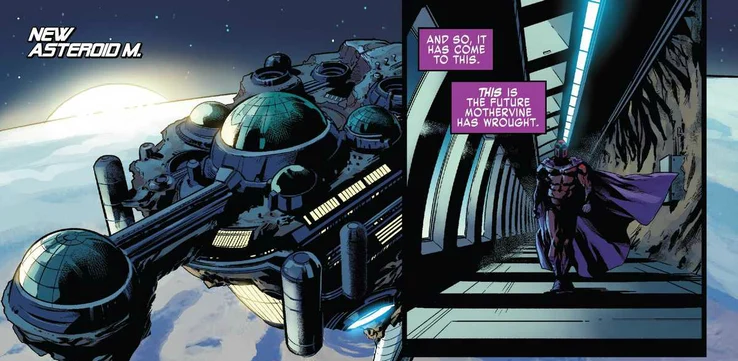 NEW
ASTEROID M.
AND SO, IT
HAS COME
TO THIS.
THIS IS
THE FUTURE
MOTHERVINE
HAS WROUGHT.